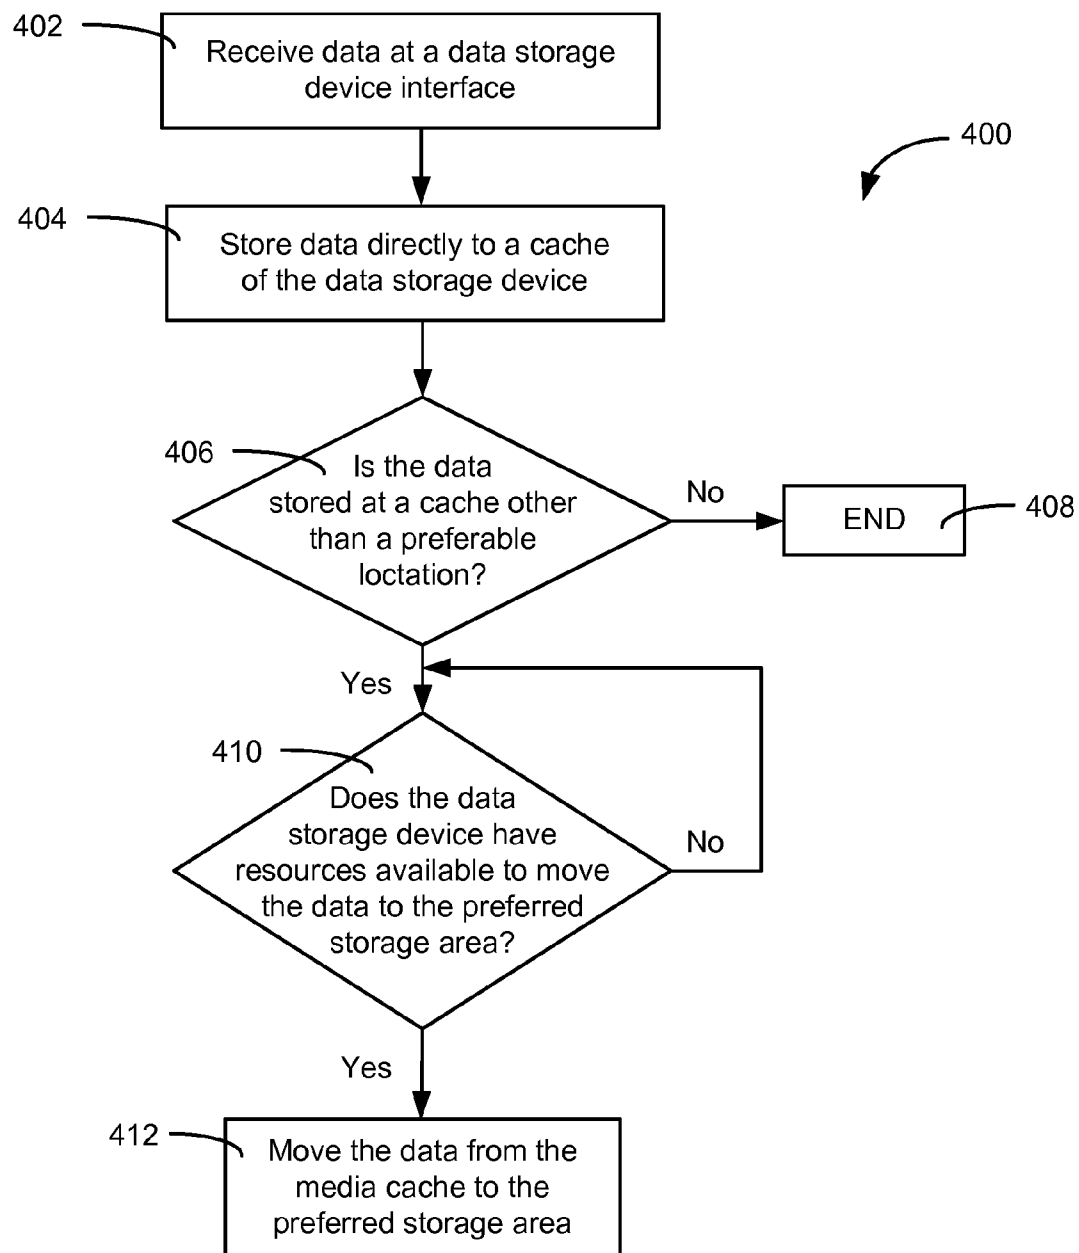 402
Receive data at a data storage
device interface
400
404
Store data directly to a cache
of the data storage device
406
Is the data
stored at a cache other
than a preferable
loctation?
No
END
408
Yes
410
Does the data
storage device have
resources available to move
the data to the preferred
storage area?
No
Yes
412
Move the data from the
media cache to the
preferred storage area